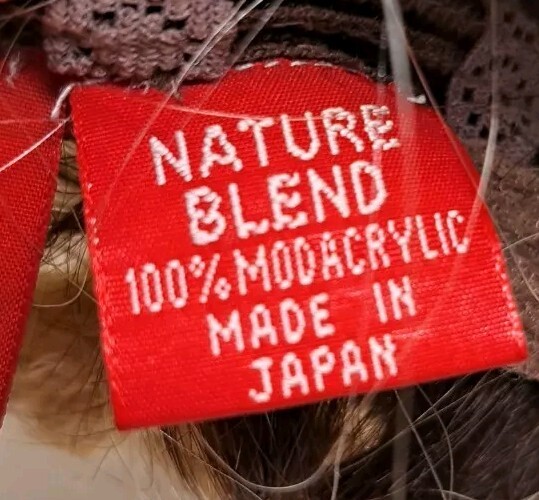 NATURE
BLEND
100% MODACRYLIC
MADE IN
JAPAN